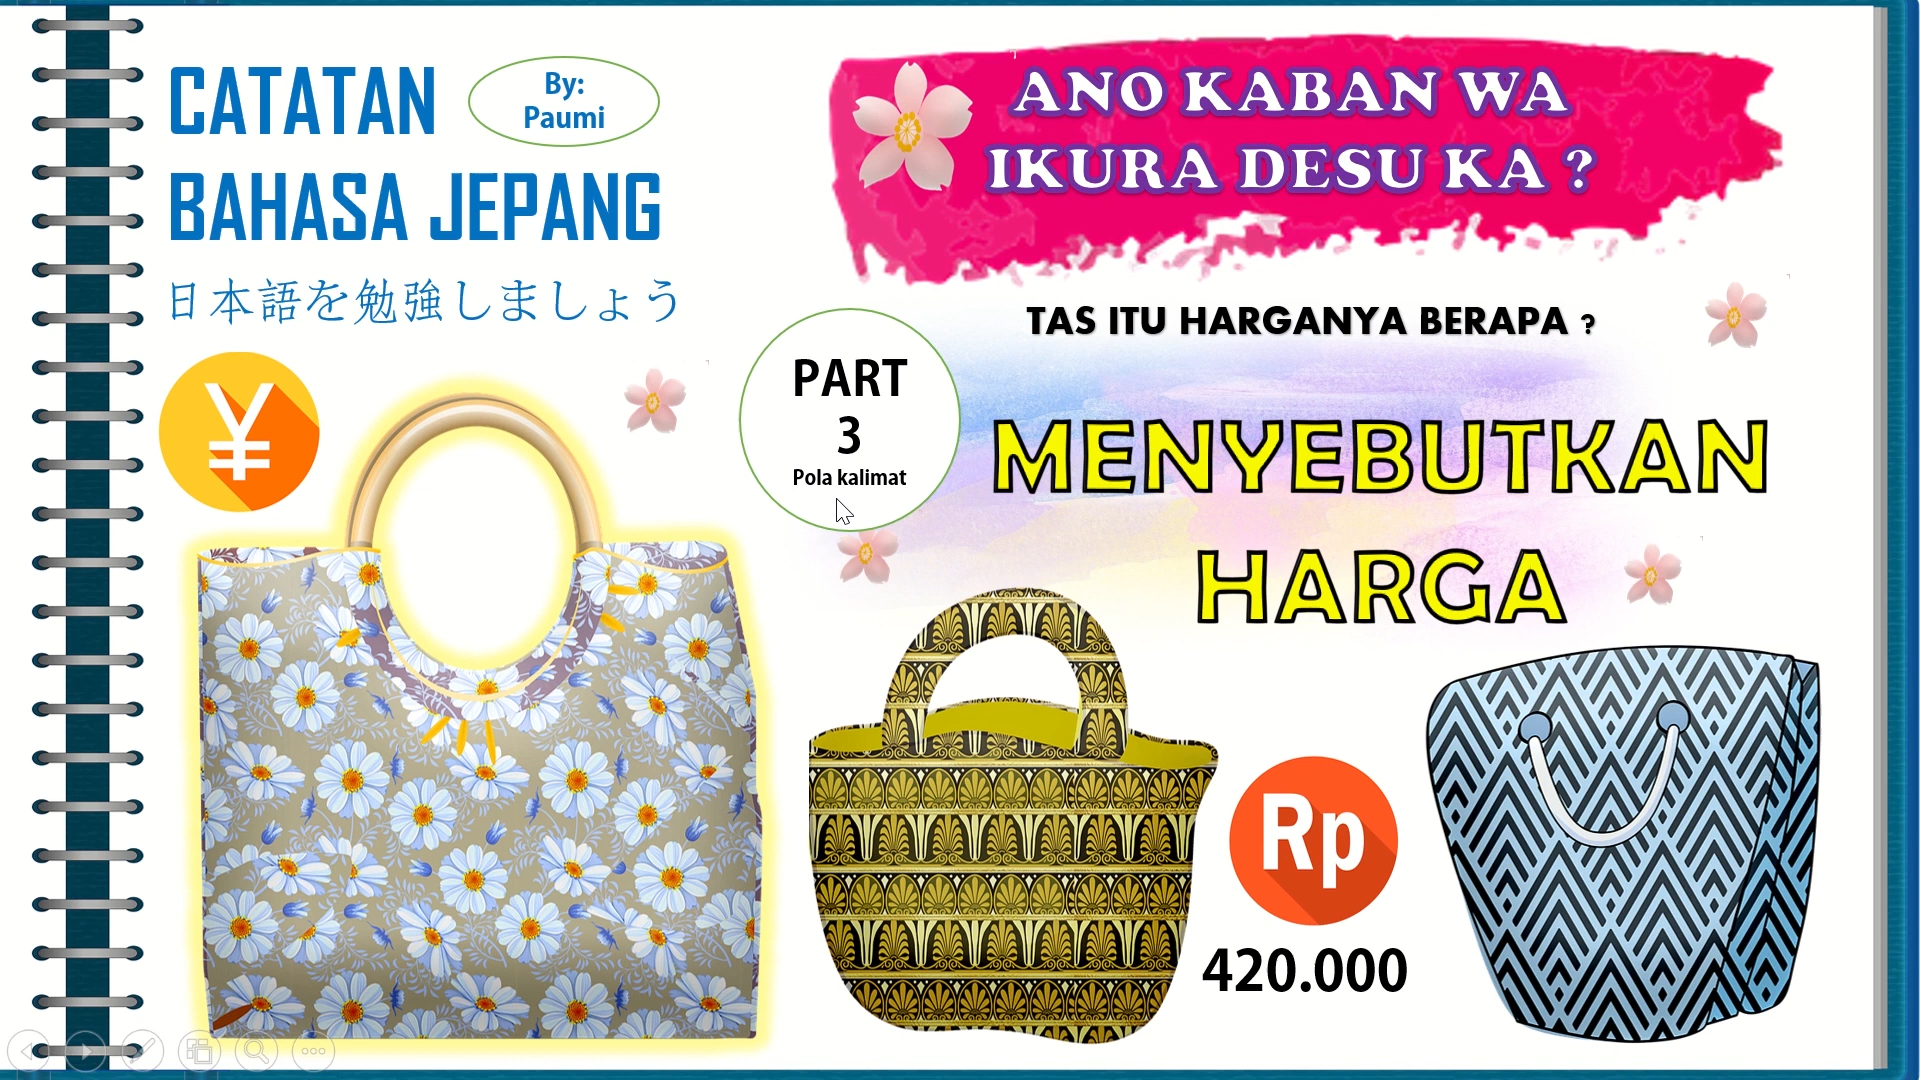 CATATAN
BAHASA JEPANG
By:
Paumi
日本語を勉強しましょう
¥
ANO KABAN WA
IKURA DESU KA ?
TAS ITU HARGANYA BERAPA ?
PART
3
Pola kalimat
MENYEBUTKAN
HARGA
Rp
420.000